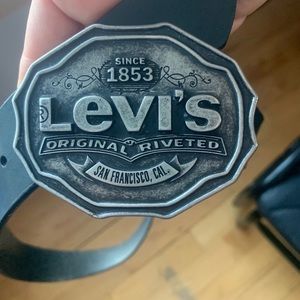 SINCE
1853
Levi's
ORIGINAL RIVETED
SAN FRANCISCO, CAL.